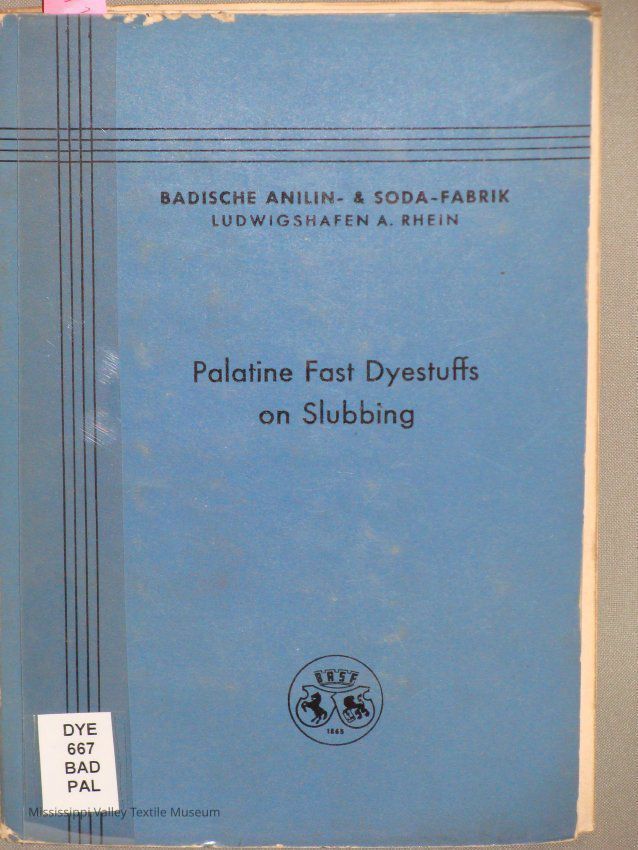 BADISCHE ANILIN- & SODA-FABRIK
LUDWIGSHAFEN A. RHEIN
Palatine Fast Dyestuffs
on Slubbing
BASF
1865
DYE
667
BAD
PAL
Mississippi Valley Textile Museum